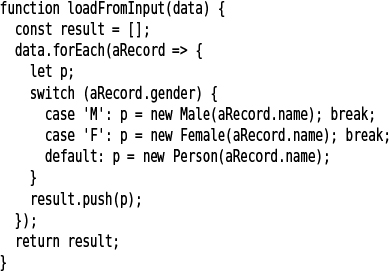 function loadFromInput(data) {
  const result = [];
  data.forEach(aRecord => {
    let p;
    switch (aRecord.gender) {
      case 'M': p = new Male(aRecord.name); break;
      case 'F': p = new Female(aRecord.name); break;
      default: p = new Person(aRecord.name);
    }
    result.push(p);
  });
  return result;
}